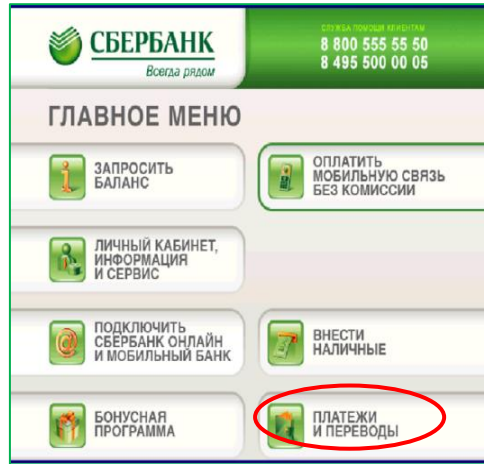 СБЕРБАНК
Всегда рядом
СЛУЖБА ПОМОЩИ КЛИЕНТАМ
8 800 555 55 50
8 495 500 00 05
ГЛАВНОЕ МЕНЮ
ЗАПРОСИТЬ
БАЛАНС
ОПЛАТИТЬ
МОБИЛЬНУЮ СВЯЗЬ
БЕЗ КОМИССИИ
ЛИЧНЫЙ КАБИНЕТ,
ИНФОРМАЦИЯ
И СЕРВИС
ПОДКЛЮЧИТЬ
СБЕРБАНК ОНЛАЙН
И МОБИЛЬНЫЙ БАНК
ВНЕСТИ
НАЛИЧНЫЕ
БОНУСНАЯ
ПРОГРАММА
ПЛАТЕЖИ
И ПЕРЕВОДЫ